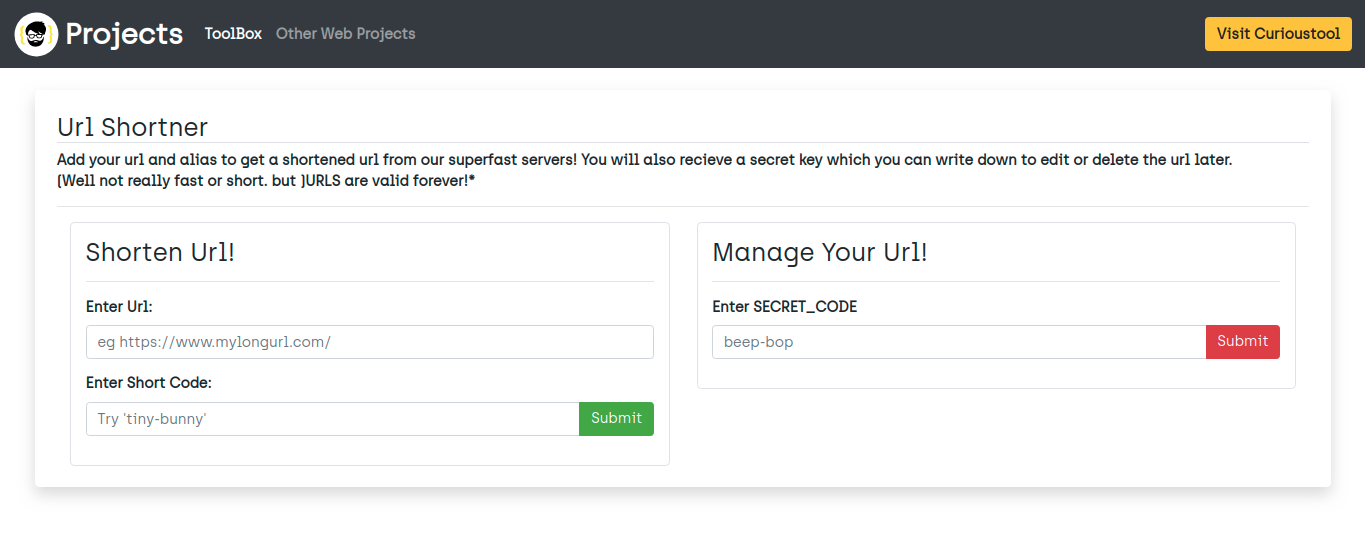 Projects ToolBox Other Web Projects Visit Curioustool
Url Shortner
Add your url and alias to get a shortened url from our superfast servers! You will also recieve a secret key which you can write down to edit or delete the url later.
(Well not really fast or short. but )URLS are valid forever!*
Shorten Url!
Enter Url:
eg https://www.mylongurl.com/
Enter Short Code:
Try 'tiny-bunny' Submit
Manage Your Url!
Enter SECRET_CODE
beep-bop Submit